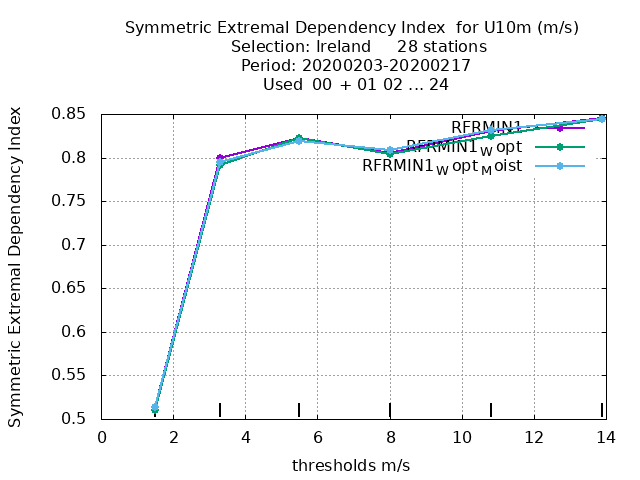 Symmetric Extremal Dependency Index  for U10m (m/s)
Selection: Ireland     28 stations
Period: 20200203-20200217
Used  00 + 01 02 ... 24
Symmetric Extremal Dependency Index
0.85
0.8
0.75
0.7
0.65
0.6
0.55
0.5
RFRMIN1
RFRMIN1Wopt
RFRMIN1WoptMoist
0 2 4 6 8 10 12 14
thresholds m/s